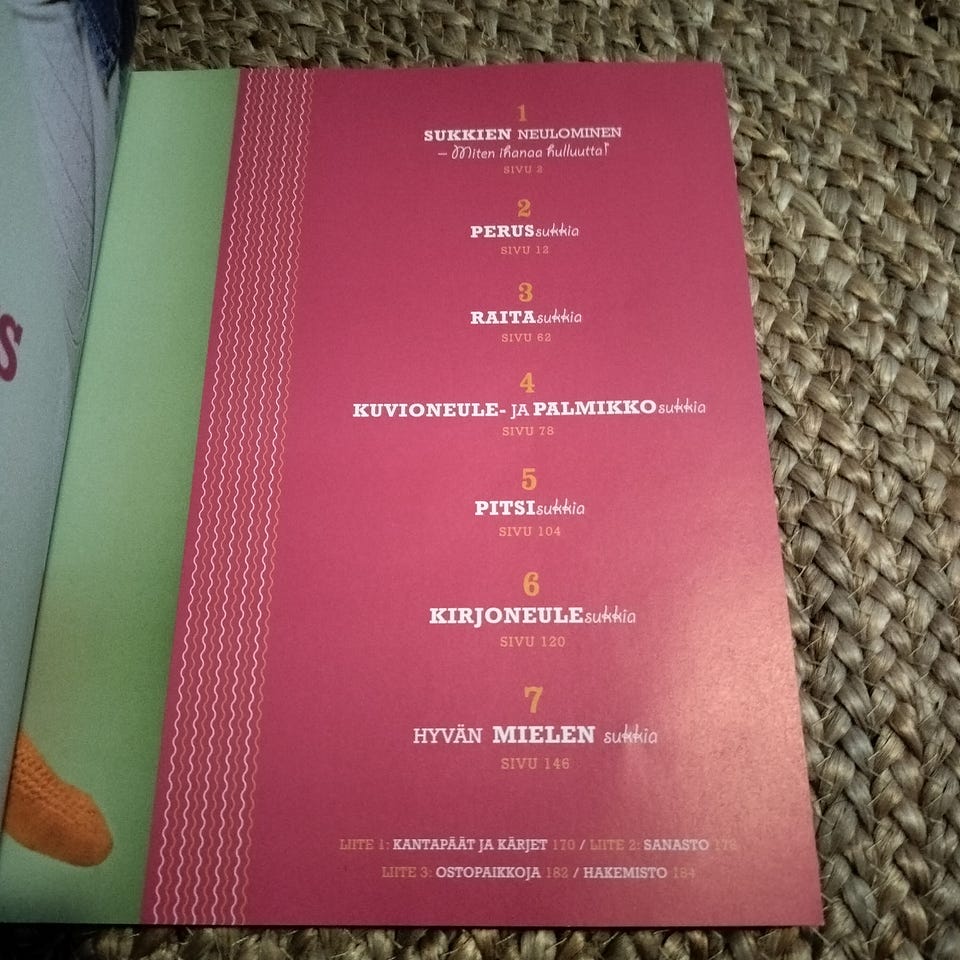 S
1
SUKKIEN NEULOMINEN
– Miten ihanaa hulluutta!
SIVU 2
2
PERUSsukkia
SIVU 12
3
RAITAsukkia
SIVU 62
4
KUVIONEULE- JA PALMIKKOsukkia
SIVU 78
5
PITSIsukkia
SIVU 104
6
KIRJONEULEsukkia
SIVU 120
7
HYVÄN MIELEN sukkia
SIVU 146
LIITE 1: KANTAPÄÄT JA KÄRJET 170 / LIITE 2: SANASTO 178
LIITE 3: OSTOPAIKKOJA 182 / HAKEMISTO 184